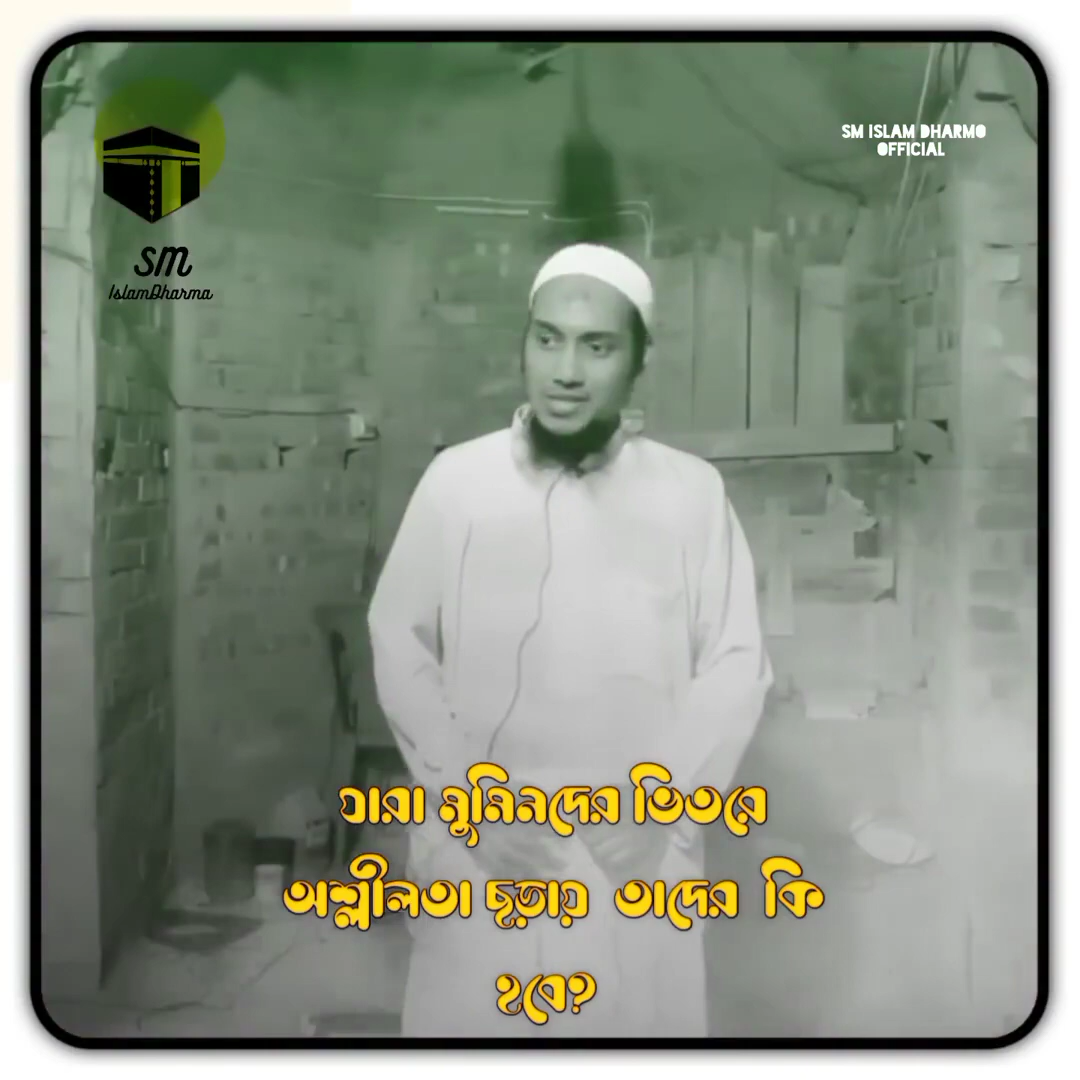 SM ISLAM DHARMO
OFFICIAL
SM
IslamDharma
যারা মুমিনদের ভিতরে
অশ্লীলতা ছড়ায় তাদের কি
হবে?